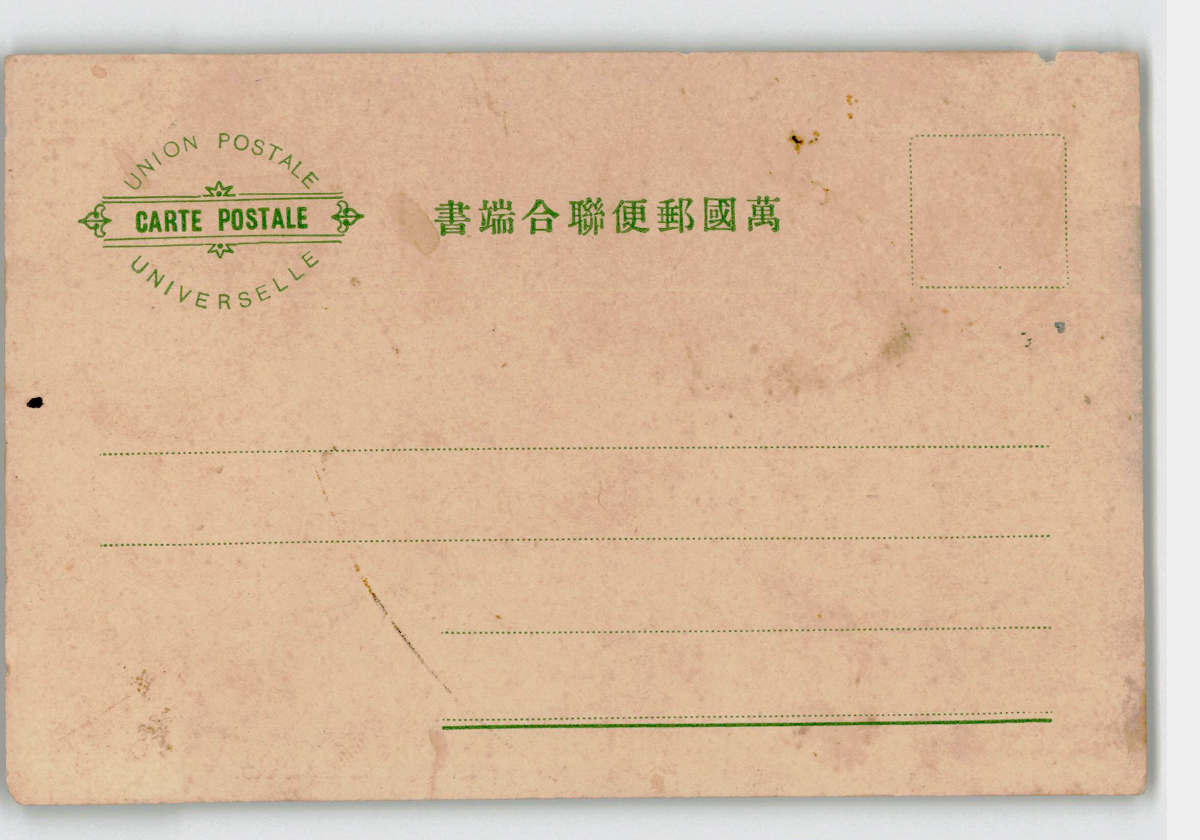 UNION POSTALE
CARTE POSTALE
UNIVERSELLE
萬國郵便聯合端書